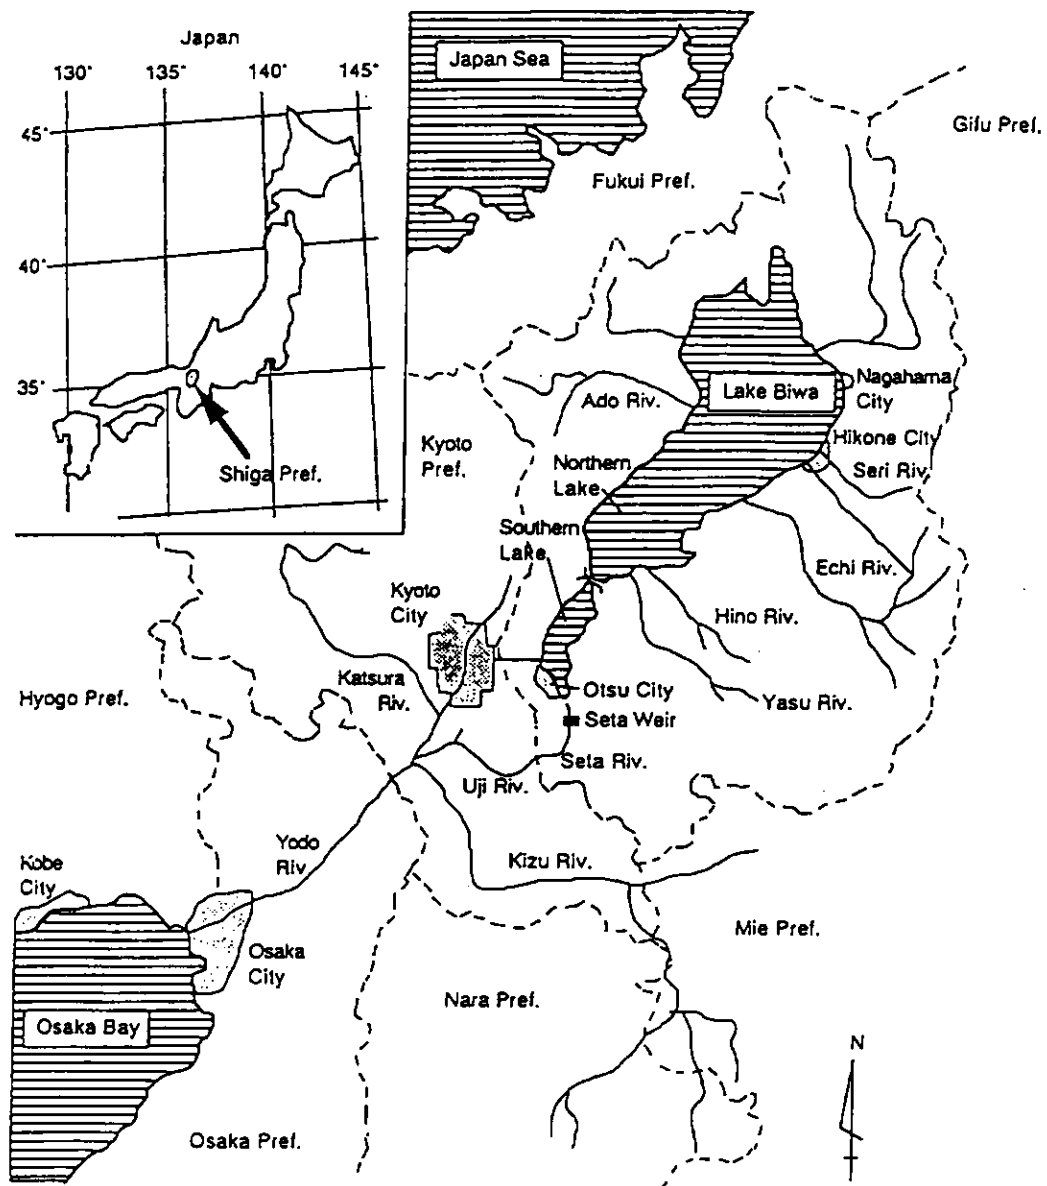 Japan
130°
135°
140°
145°
45°
40°
35°
Shiga Pref.
Japan Sea
Gifu Pref.
Fukui Pref.
Lake Biwa
Nagahama
City
Ado Riv.
Hikone City
Kyoto
Pref.
Northern
Lake
Seri Riv.
Southern
Lake
Echi Riv.
Kyoto
City
Hino Riv.
Katsura
Riv.
Otsu City
Yasu Riv.
Hyogo Pref.
Seta Weir
Seta Riv.
Uji Riv.
Yodo
Riv.
Kizu Riv.
Kobe
City
Mie Pref.
Osaka
City
Nara Pref.
Osaka Bay
N
Osaka Pref.